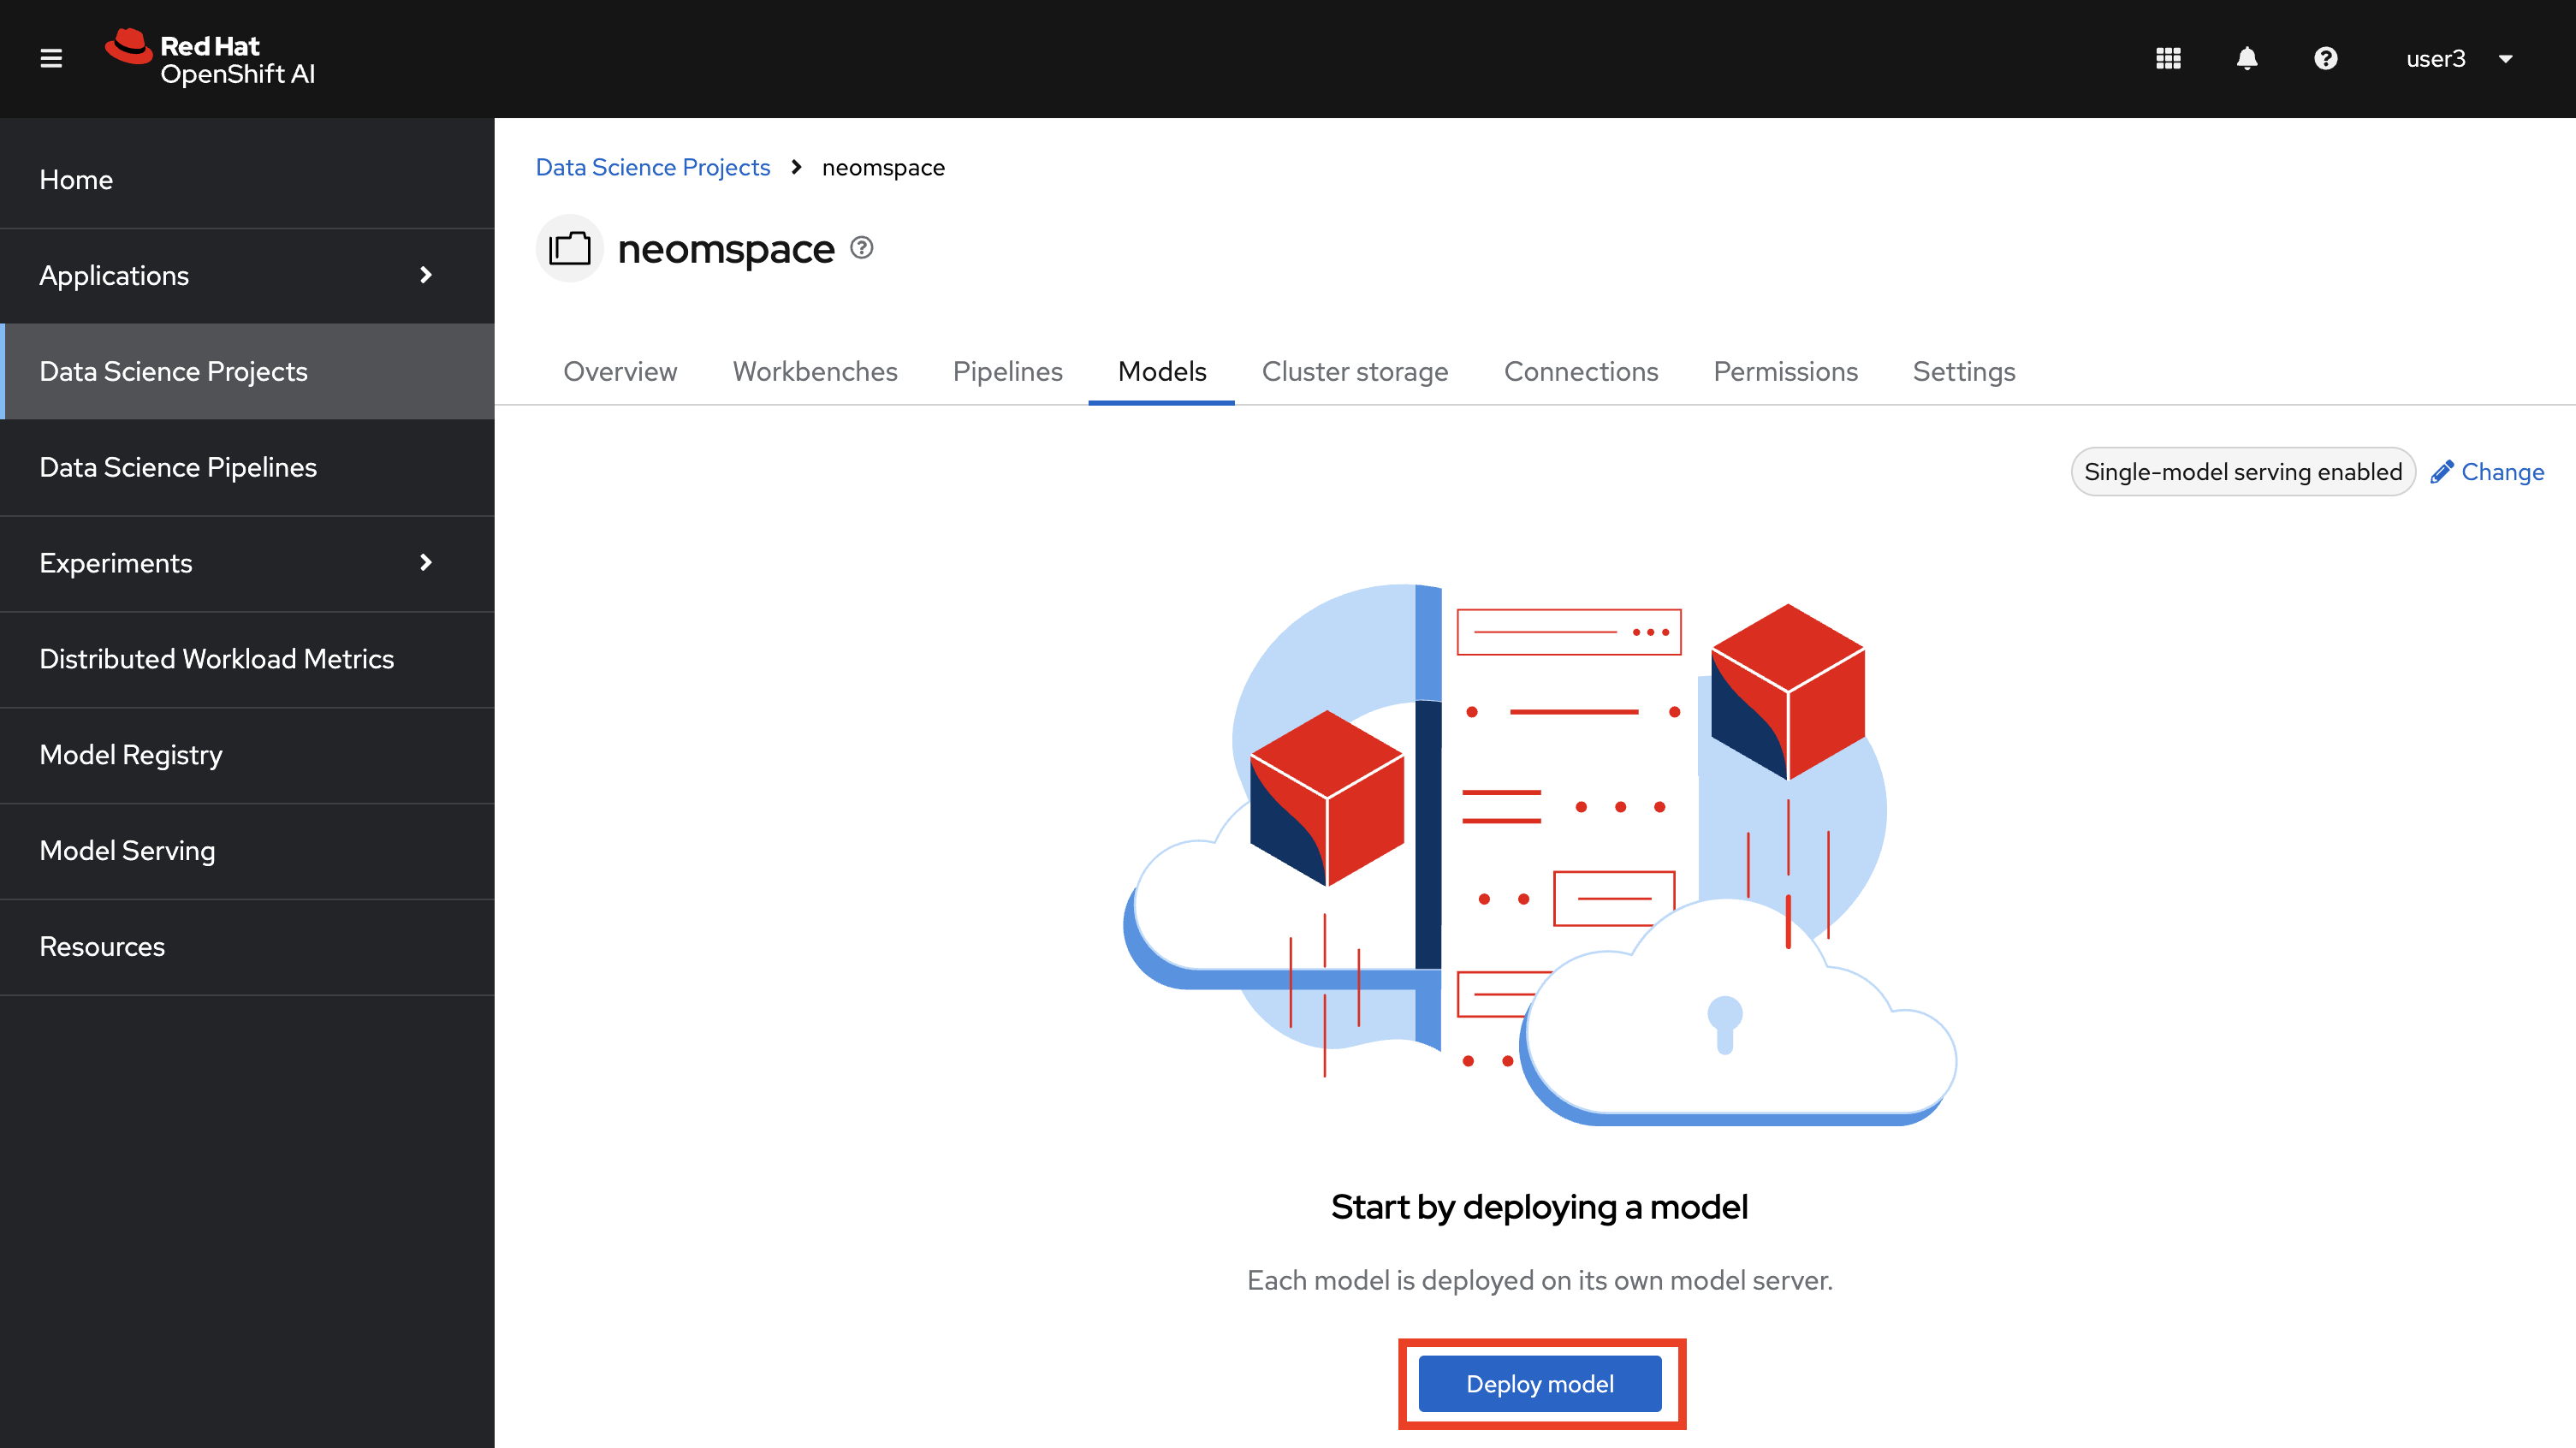 Red Hat
OpenShift AI
user3
Home
Applications
Data Science Projects
Data Science Pipelines
Experiments
Distributed Workload Metrics
Model Registry
Model Serving
Resources
Data Science Projects > neomspace
neomspace
Overview Workbenches Pipelines Models Cluster storage Connections Permissions Settings
Single-model serving enabled Change
Start by deploying a model
Each model is deployed on its own model server.
Deploy model